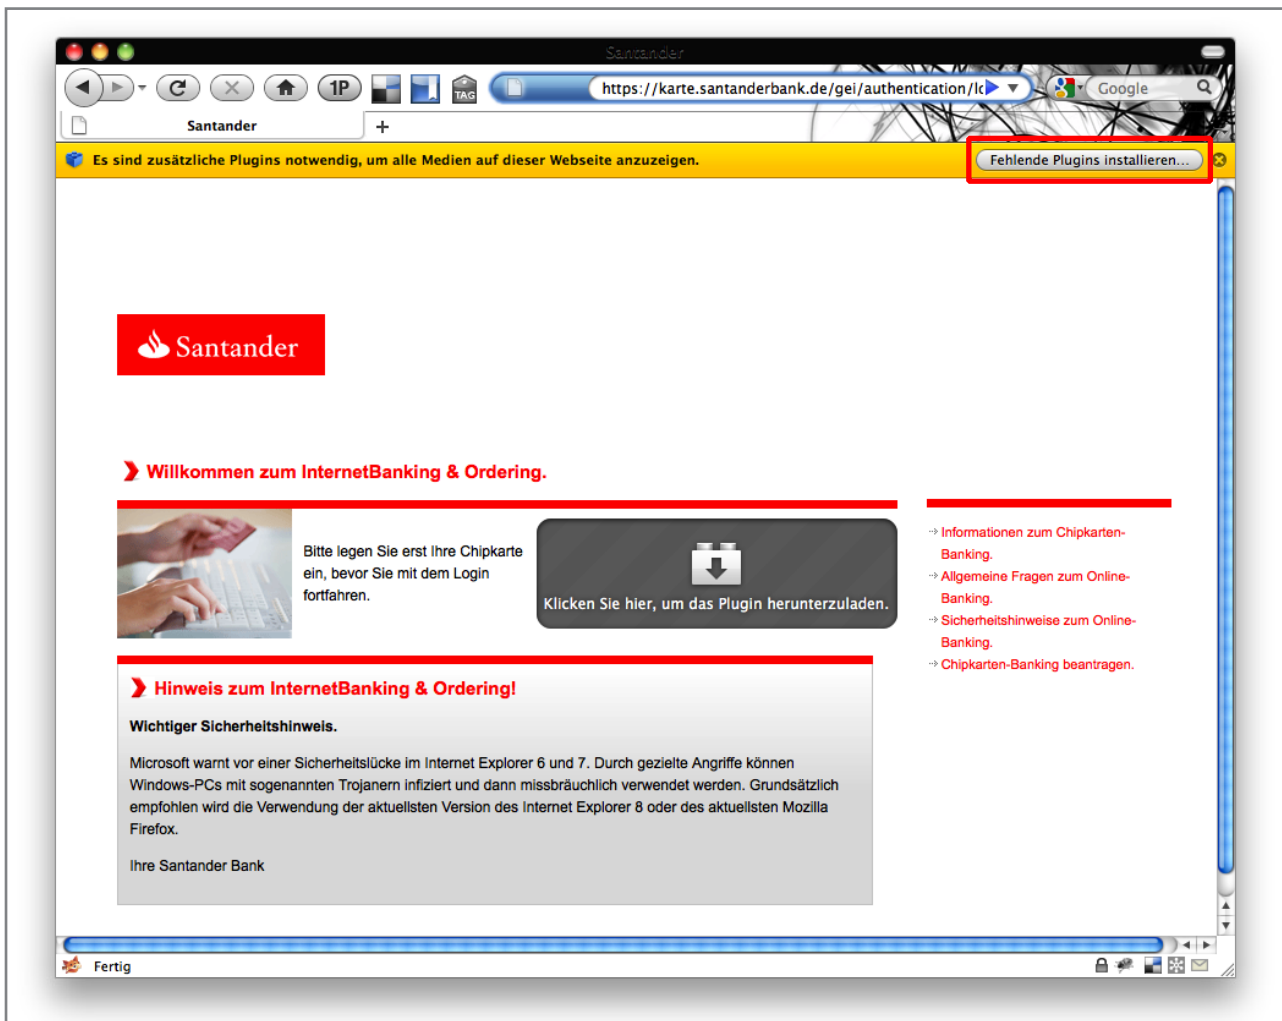 Santander
1P
TAG
https://karte.santanderbank.de/gei/authentication/lo
Google
Santander
+
Es sind zusätzliche Plugins notwendig, um alle Medien auf dieser Webseite anzuzeigen.
Fehlende Plugins installieren...
Santander
Willkommen zum InternetBanking & Ordering.
Bitte legen Sie erst Ihre Chipkarte
ein, bevor Sie mit dem Login
fortfahren.
Klicken Sie hier, um das Plugin herunterzuladen.
Informationen zum Chipkarten-
Banking.
Allgemeine Fragen zum Online-
Banking.
Sicherheitshinweise zum Online-
Banking.
Chipkarten-Banking beantragen.
Hinweis zum InternetBanking & Ordering!
Wichtiger Sicherheitshinweis.
Microsoft warnt vor einer Sicherheitslücke im Internet Explorer 6 und 7. Durch gezielte Angriffe können
Windows-PCs mit sogenannten Trojanern infiziert und dann missbräuchlich verwendet werden. Grundsätzlich
empfohlen wird die Verwendung der aktuellsten Version des Internet Explorer 8 oder des aktuellsten Mozilla
Firefox.
Ihre Santander Bank
Fertig